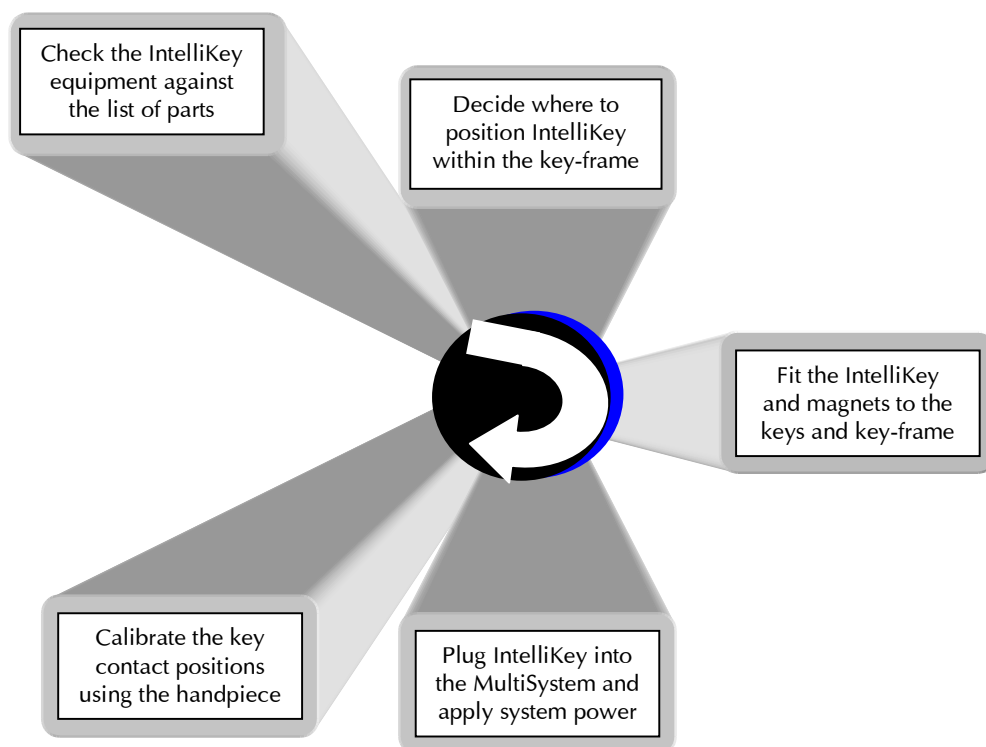 Check the IntelliKey
equipment against
the list of parts
Decide where to
position IntelliKey
within the key-frame
Fit the IntelliKey
and magnets to the
keys and key-frame
Plug IntelliKey into
the MultiSystem and
apply system power
Calibrate the key
contact positions
using the handpiece